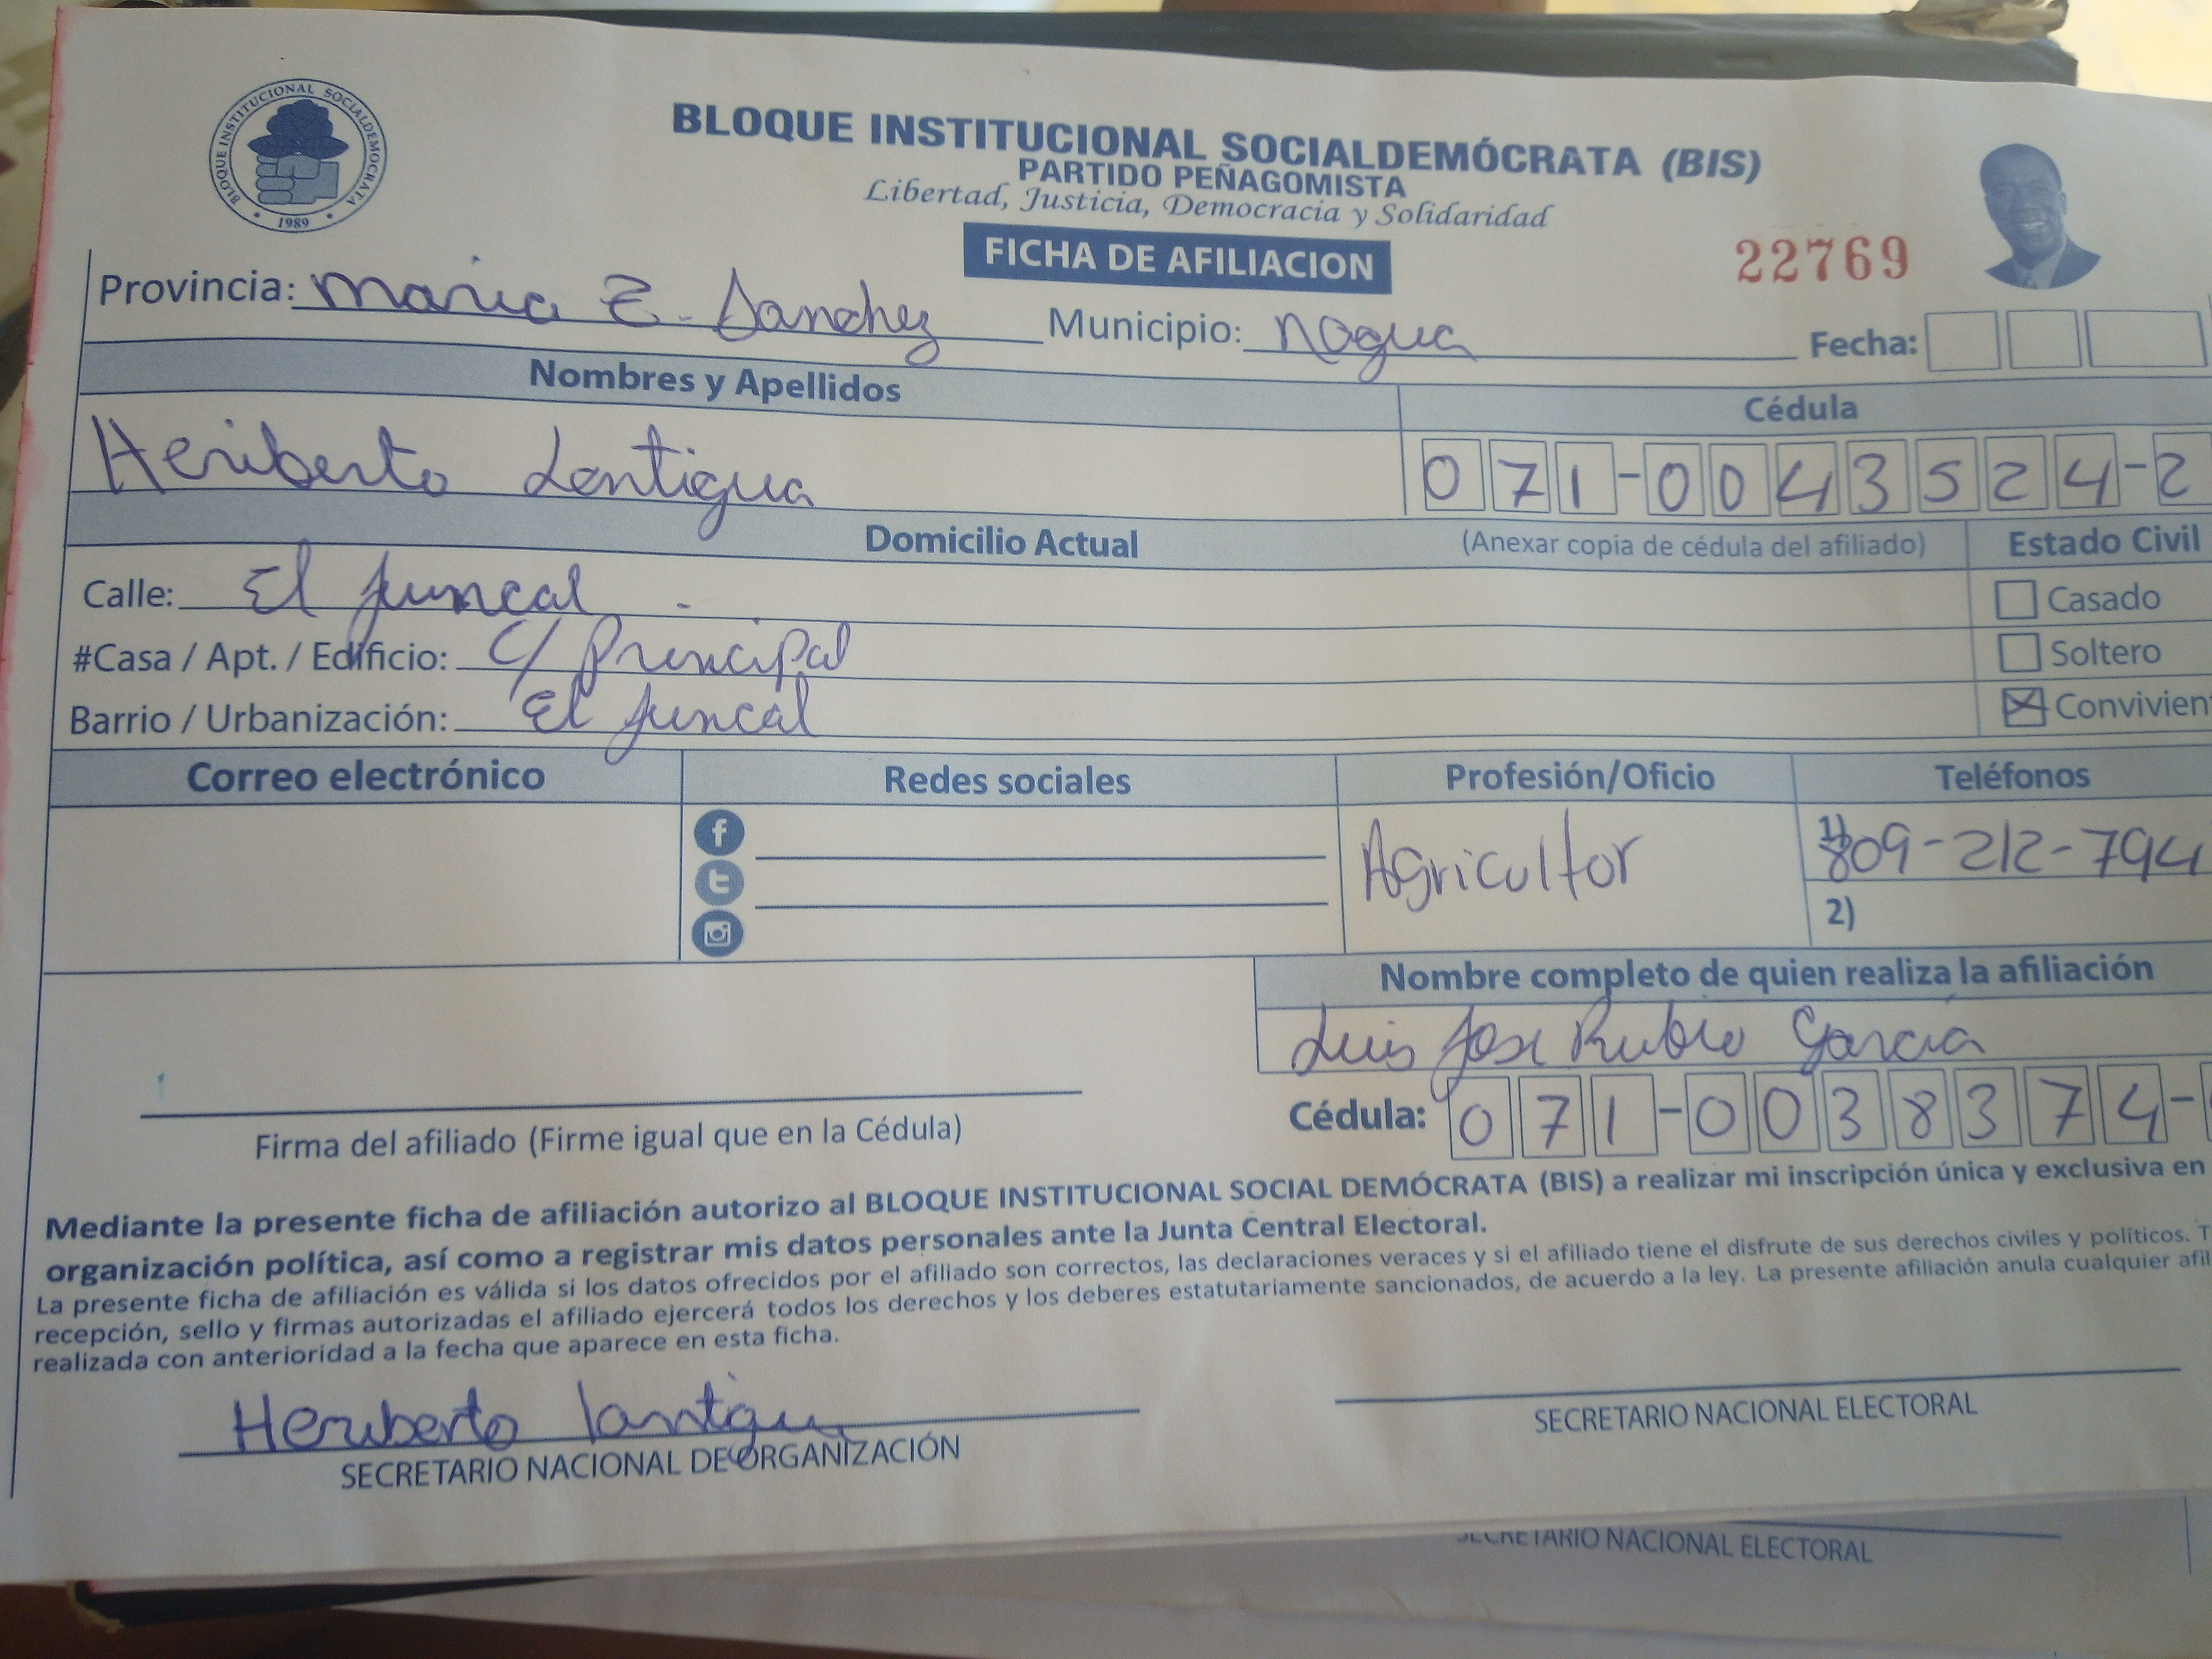 BLOQUE INSTITUCIONAL SOCIALDEMOCRATA
1989
BLOQUE INSTITUCIONAL SOCIALDEMÓCRATA (BIS)
PARTIDO PEÑAGOMISTA
Libertad, Justicia, Democracia y Solidaridad
FICHA DE AFILIACION
22769
Provincia: Maria E. Sanchez Municipio: Nagua Fecha:
Nombres y Apellidos Cédula
Heriberto Lantigua 071-0043524-2
Domicilio Actual (Anexar copia de cédula del afiliado) Estado Civil
Calle: El juncal. Casado
#Casa / Apt. / Edificio: C/ Principal Soltero
Barrio / Urbanización: El juncal Convivien
Correo electrónico Redes sociales Profesión/Oficio Teléfonos
Agricultor 1) 809-212-794
2)
Nombre completo de quien realiza la afiliación
Luis Jose Rubio Garcia
Cédula: 071-0038374-
Firma del afiliado (Firme igual que en la Cédula)
Mediante la presente ficha de afiliación autorizo al BLOQUE INSTITUCIONAL SOCIAL DEMÓCRATA (BIS) a realizar mi inscripción única y exclusiva en
organización política, así como a registrar mis datos personales ante la Junta Central Electoral.
La presente ficha de afiliación es válida si los datos ofrecidos por el afiliado son correctos, las declaraciones veraces y si el afiliado tiene el disfrute de sus derechos civiles y políticos. T
recepción, sello y firmas autorizadas el afiliado ejercerá todos los derechos y los deberes estatutariamente sancionados, de acuerdo a la ley. La presente afiliación anula cualquier afil
realizada con anterioridad a la fecha que aparece en esta ficha.
Heriberto lantigu
SECRETARIO NACIONAL DE ORGANIZACIÓN SECRETARIO NACIONAL ELECTORAL
SECRETARIO NACIONAL ELECTORAL